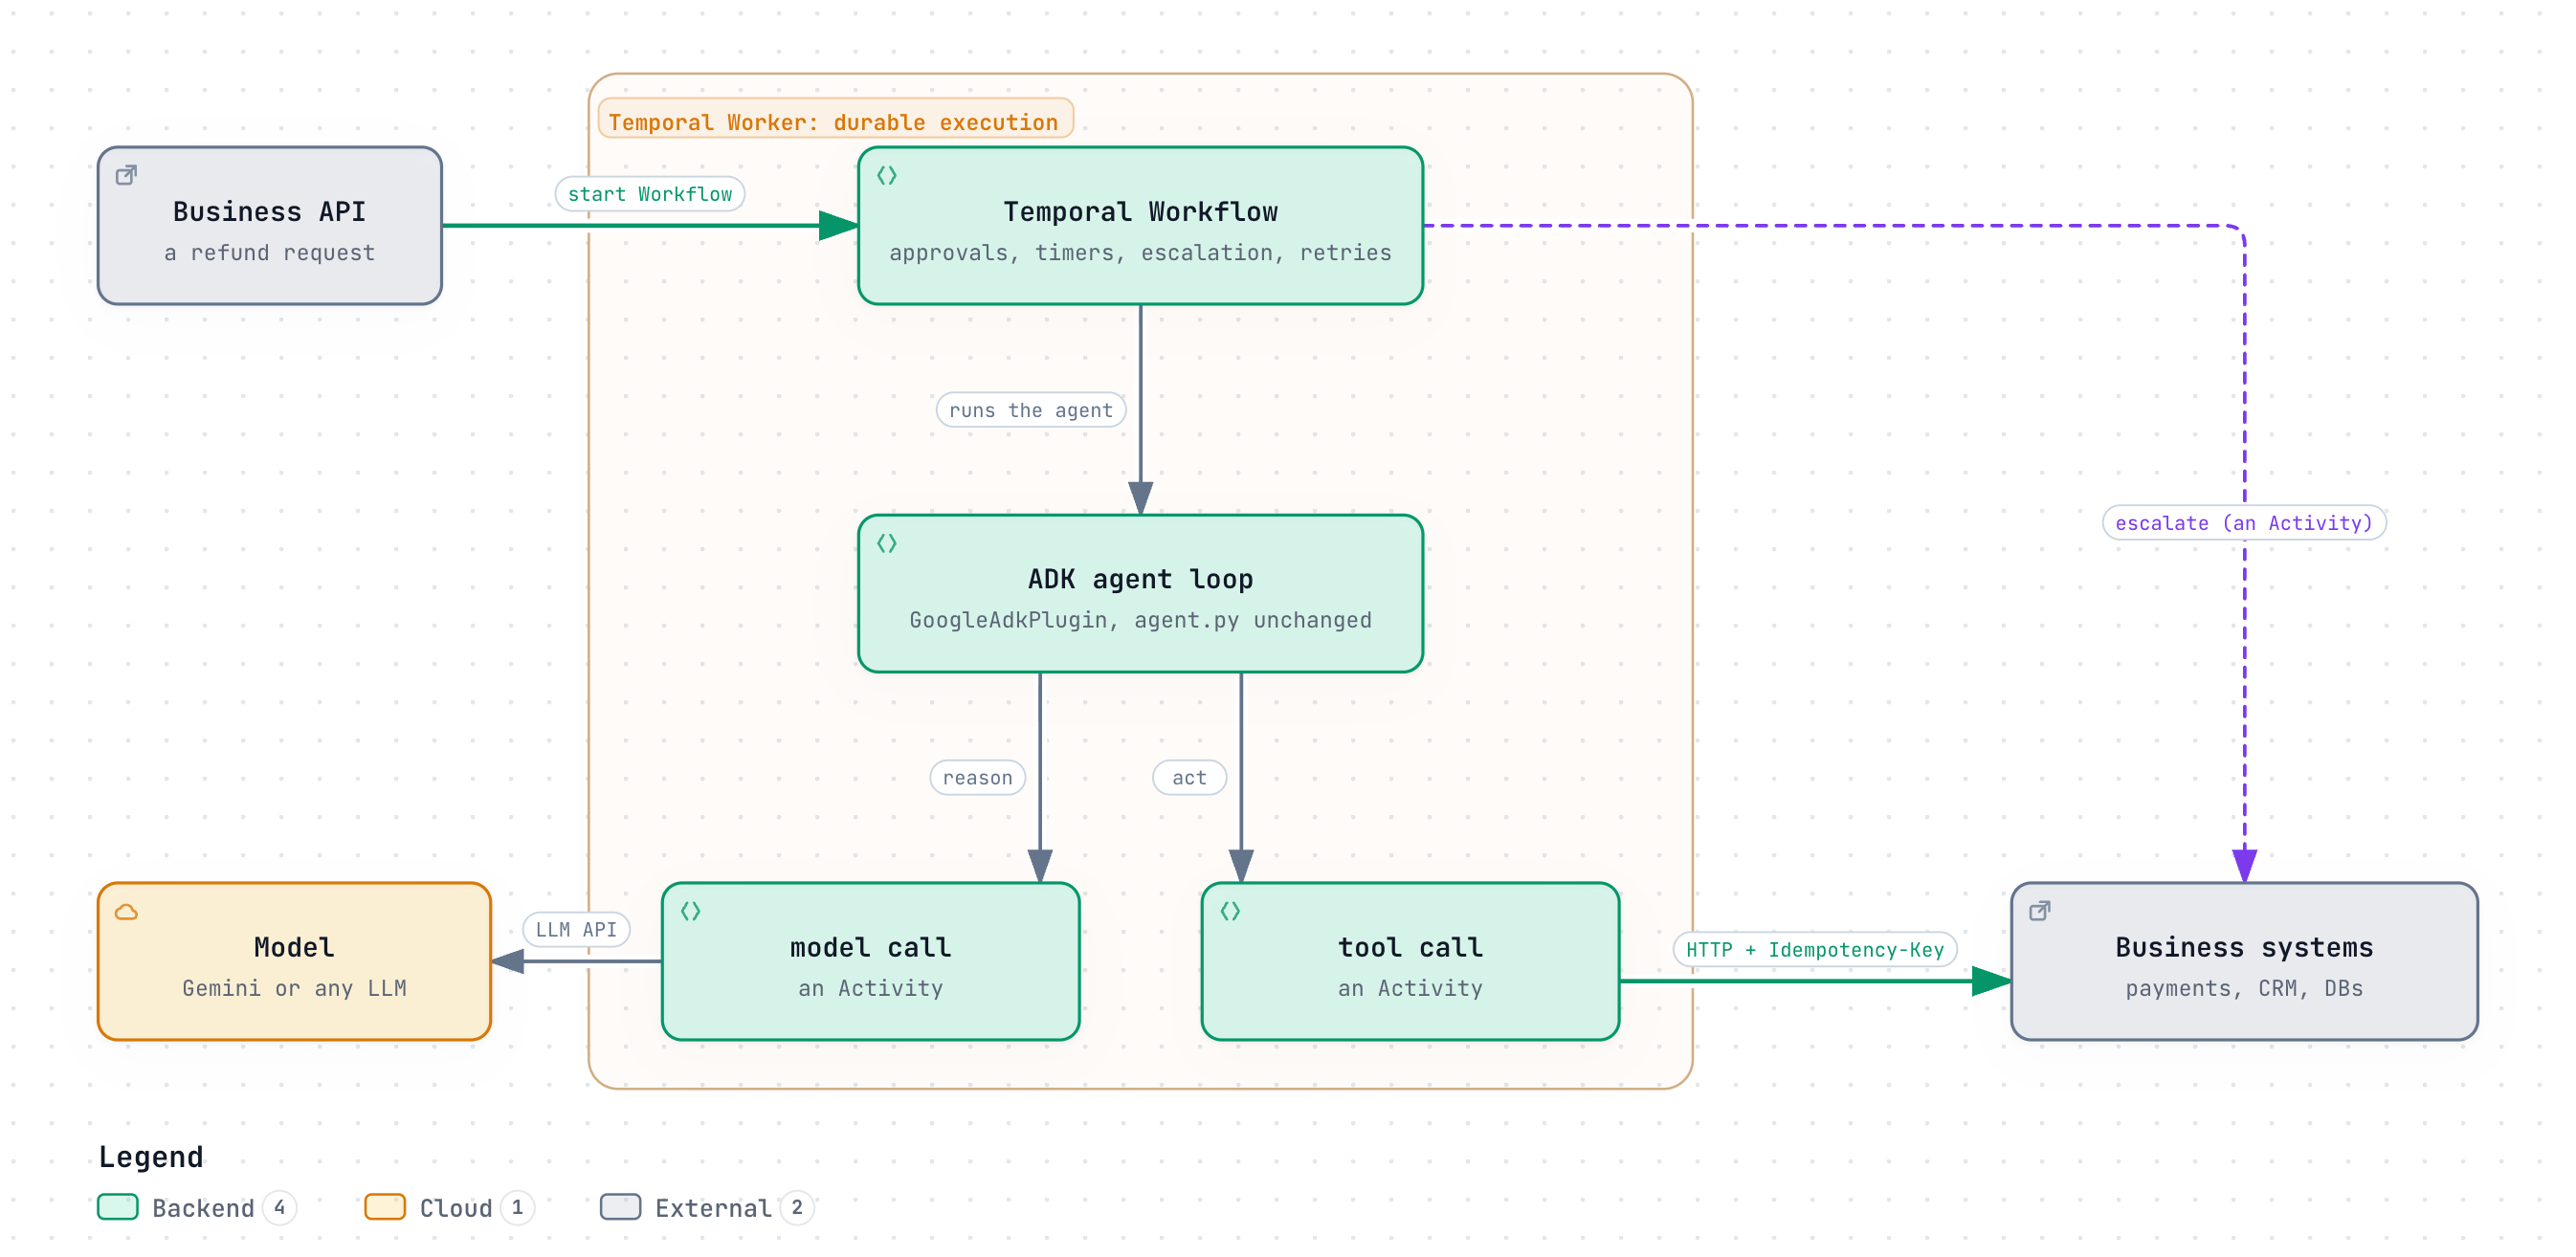 Temporal Worker: durable execution
Business API
a refund request
start Workflow
Temporal Workflow
approvals, timers, escalation, retries
runs the agent
escalate (an Activity)
ADK agent loop
GoogleAdkPlugin, agent.py unchanged
reason
act
Model
Gemini or any LLM
LLM API
model call
an Activity
tool call
an Activity
HTTP + Idempotency-Key
Business systems
payments, CRM, DBs
Legend
Backend 4
Cloud 1
External 2